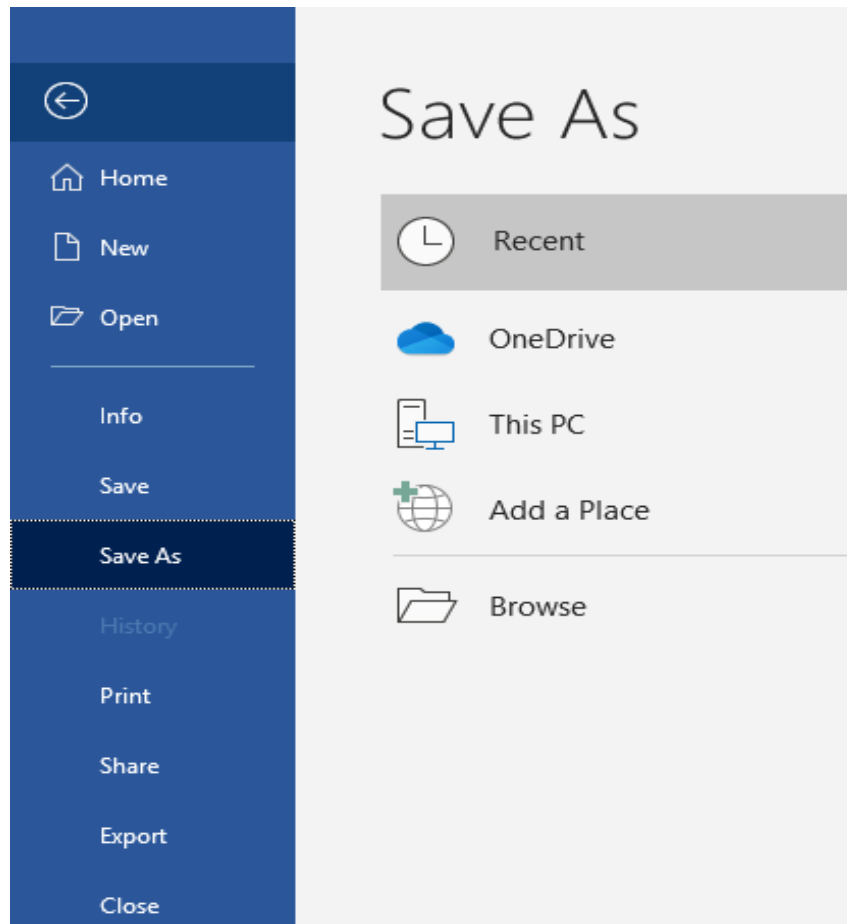 Home
New
Open
Info
Save
Save As
History
Print
Share
Export
Close
Save As
Recent
OneDrive
This PC
Add a Place
Browse